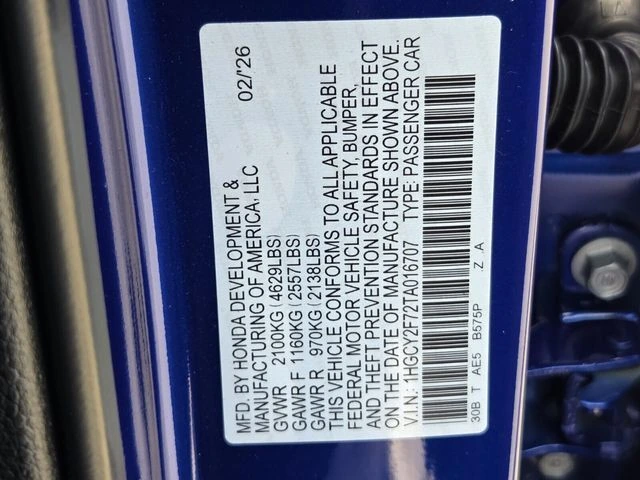 MFD. BY HONDA DEVELOPMENT &
MANUFACTURING OF AMERICA, LLC 02/'26
GVWR 2100KG (4629LBS)
GAWR F 1160KG (2557LBS)
GAWR R 970KG (2138LBS)
THIS VEHICLE CONFORMS TO ALL APPLICABLE
FEDERAL MOTOR VEHICLE SAFETY, BUMPER,
AND THEFT PREVENTION STANDARDS IN EFFECT
ON THE DATE OF MANUFACTURE SHOWN ABOVE.
V.I.N: 1HGCY2F72TA016707 TYPE: PASSENGER CAR
30B T AE5 B575P Z A